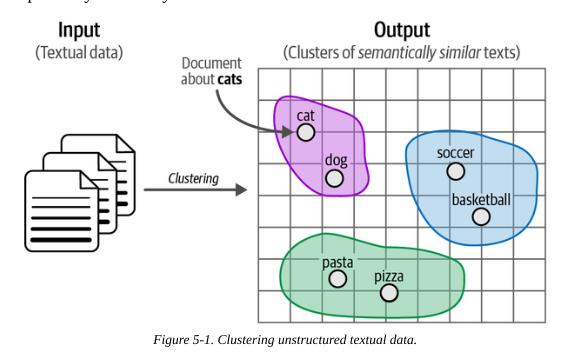 Input
(Textual data)
Output
(Clusters of semantically similar texts)
Document
about cats
cat
dog
soccer
basketball
Clustering
pasta
pizza
Figure 5-1. Clustering unstructured textual data.